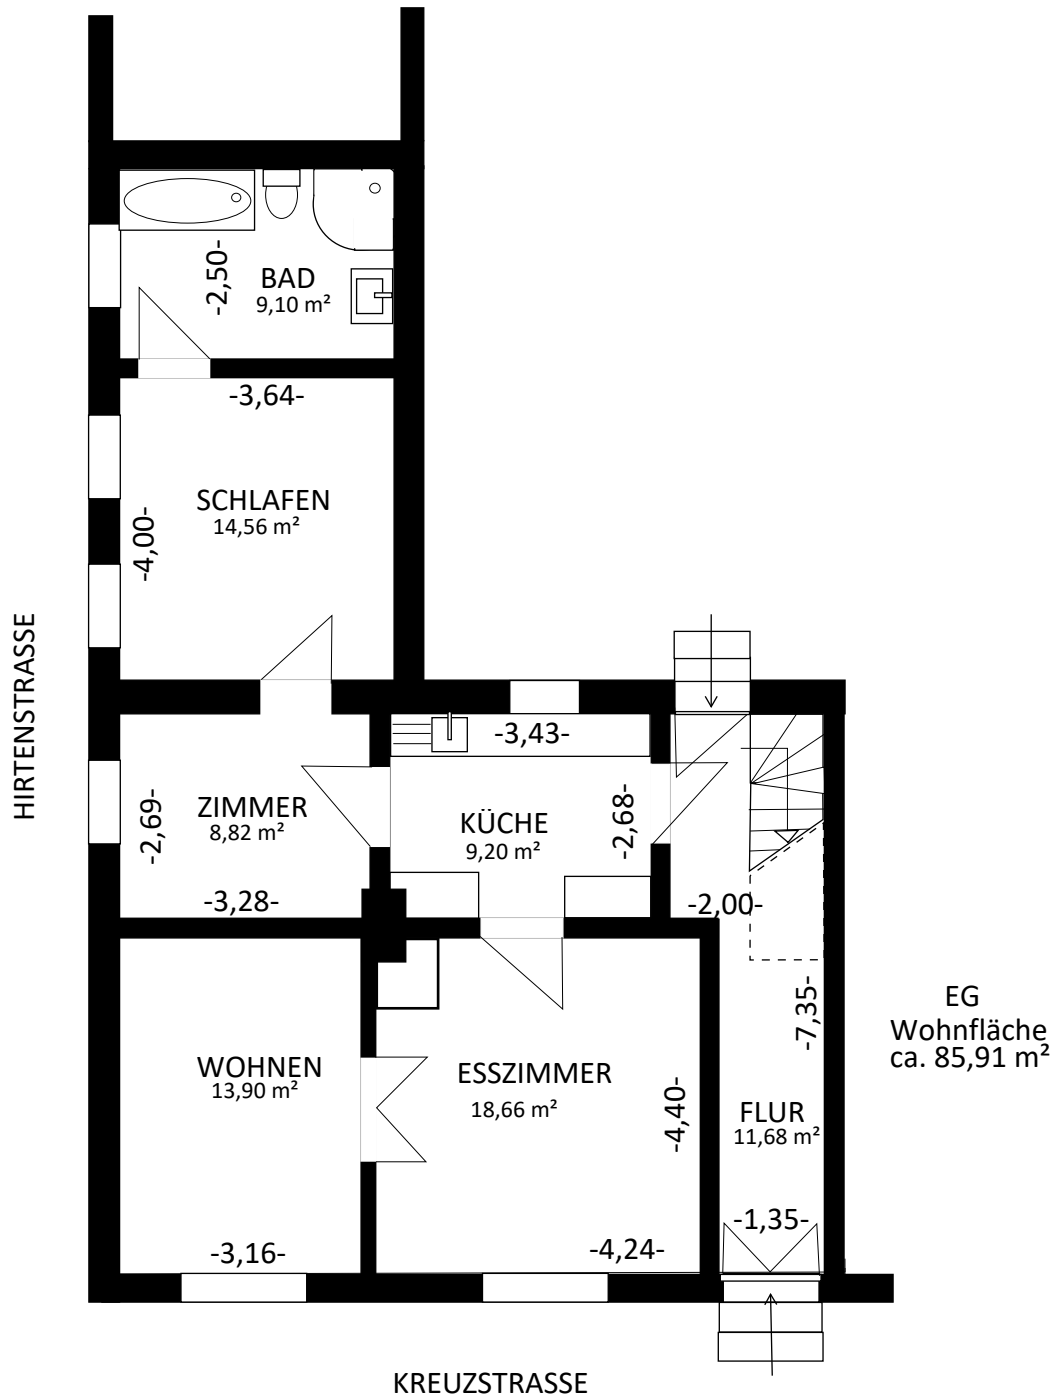 -2,50-
BAD
9,10 m²
-3,64-
SCHLAFEN
14,56 m²
-4,00-
HIRTENSTRASSE
-3,43-
ZIMMER
8,82 m²
-2,69-
-3,28-
KÜCHE
9,20 m²
-2,68-
-2,00-
-7,35-
EG
Wohnfläche
ca. 85,91 m²
WOHNEN
13,90 m²
ESSZIMMER
18,66 m²
-4,40-
FLUR
11,68 m²
-1,35-
-3,16-
-4,24-
KREUZSTRASSE